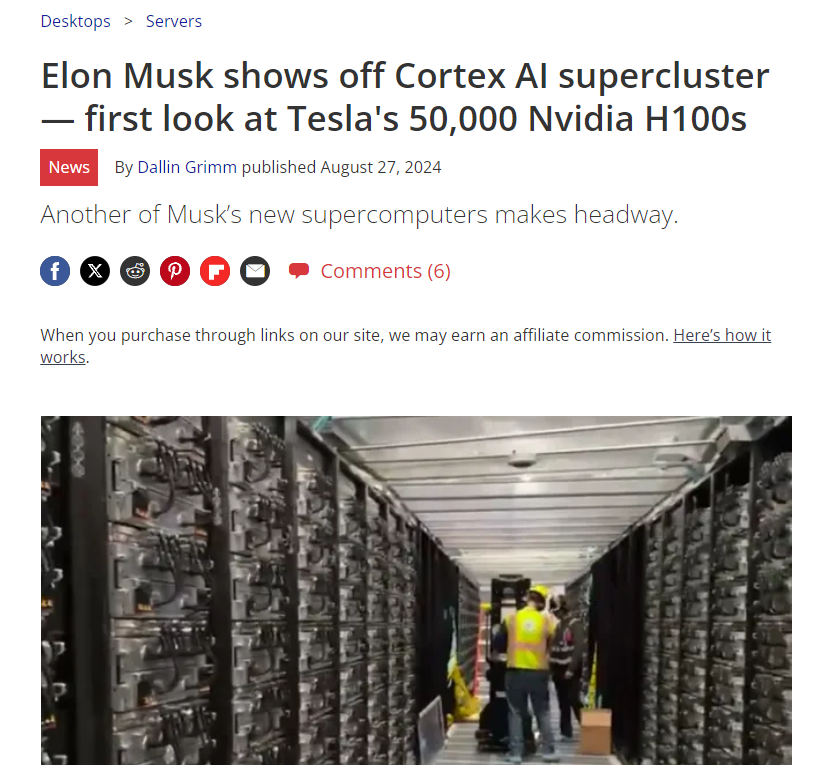 Desktops > Servers
Elon Musk shows off Cortex AI supercluster
— first look at Tesla's 50,000 Nvidia H100s
News By Dallin Grimm published August 27, 2024
Another of Musk’s new supercomputers makes headway.
Comments (6)
When you purchase through links on our site, we may earn an affiliate commission. Here’s how it
works.